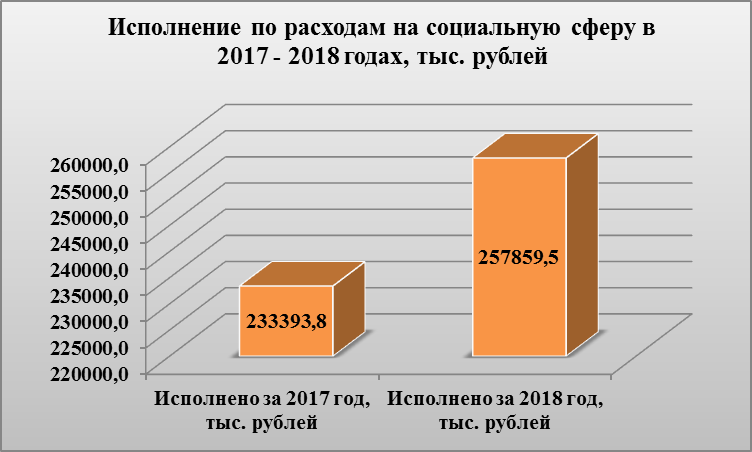 Исполнение по расходам на социальную сферу в
2017 - 2018 годах, тыс. рублей
260000,0
255000,0
250000,0
245000,0
240000,0
235000,0
230000,0
225000,0
220000,0
233393,8
257859,5
Исполнено за 2017 год,
тыс. рублей
Исполнено за 2018 год,
тыс. рублей